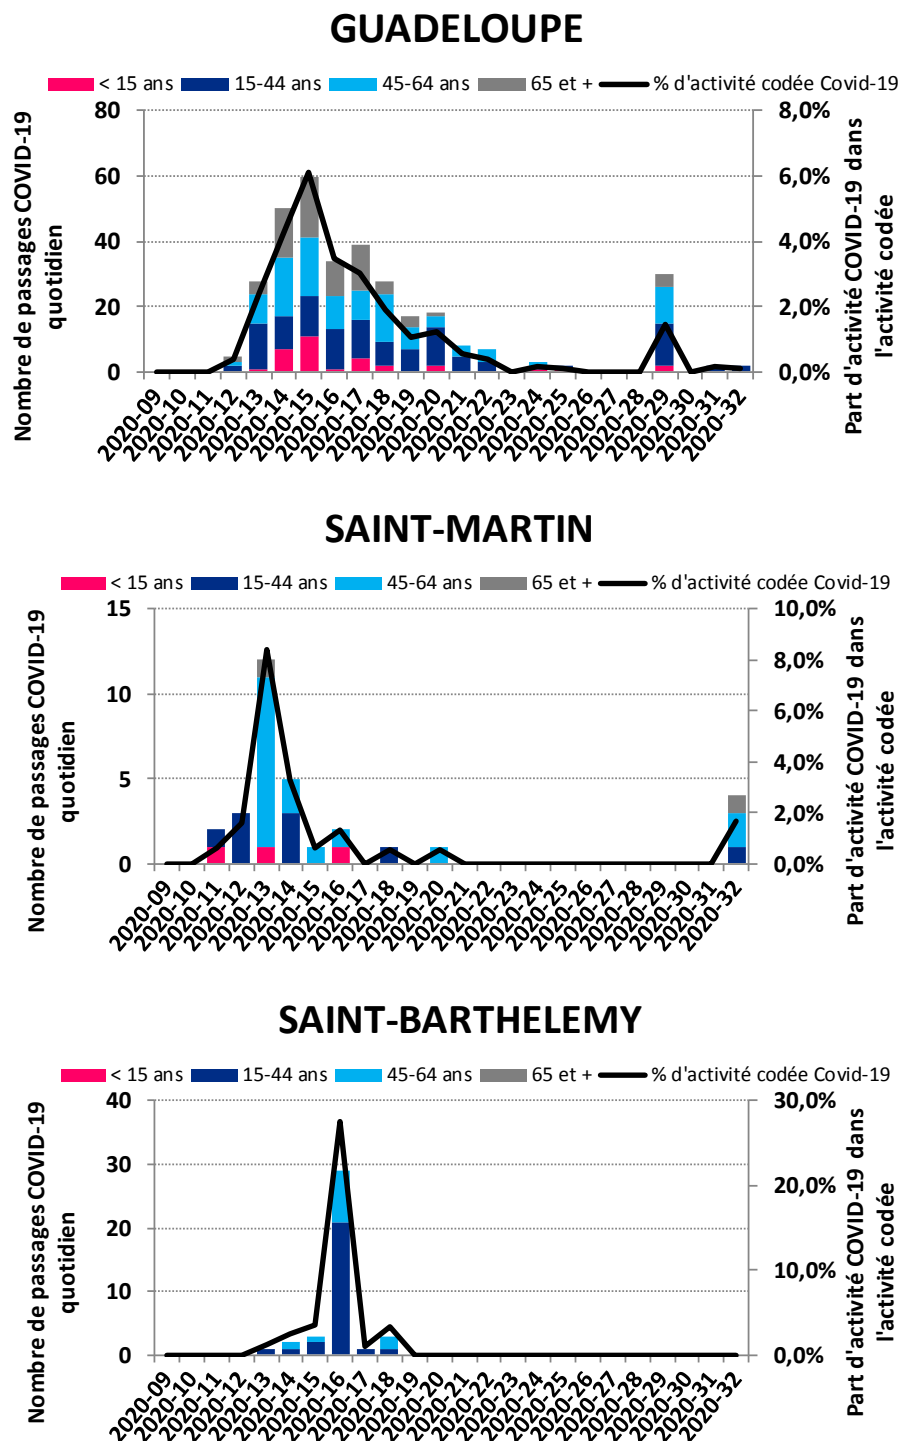 GUADELOUPE
< 15 ans 15-44 ans 45-64 ans 65 et + % d'activité codée Covid-19
Nombre de passages COVID-19
quotidien
80
60
40
20
0
8,0%
6,0%
4,0%
2,0%
0,0%
Part d'activité COVID-19 dans
l'activité codée
2020-09 2020-10 2020-11 2020-12 2020-13 2020-14 2020-15 2020-16 2020-17 2020-18 2020-19 2020-20 2020-21 2020-22 2020-23 2020-24 2020-25 2020-26 2020-27 2020-28 2020-29 2020-30 2020-31 2020-32
SAINT-MARTIN
< 15 ans 15-44 ans 45-64 ans 65 et + % d'activité codée Covid-19
Nombre de passages COVID-19
quotidien
15
10
5
0
10,0%
8,0%
6,0%
4,0%
2,0%
0,0%
Part d'activité COVID-19 dans
l'activité codée
2020-09 2020-10 2020-11 2020-12 2020-13 2020-14 2020-15 2020-16 2020-17 2020-18 2020-19 2020-20 2020-21 2020-22 2020-23 2020-24 2020-25 2020-26 2020-27 2020-28 2020-29 2020-30 2020-31 2020-32
SAINT-BARTHELEMY
< 15 ans 15-44 ans 45-64 ans 65 et + % d'activité codée Covid-19
Nombre de passages COVID-19
quotidien
40
30
20
10
0
30,0%
20,0%
10,0%
0,0%
Part d'activité COVID-19 dans
l'activité codée
2020-09 2020-10 2020-11 2020-12 2020-13 2020-14 2020-15 2020-16 2020-17 2020-18 2020-19 2020-20 2020-21 2020-22 2020-23 2020-24 2020-25 2020-26 2020-27 2020-28 2020-29 2020-30 2020-31 2020-32